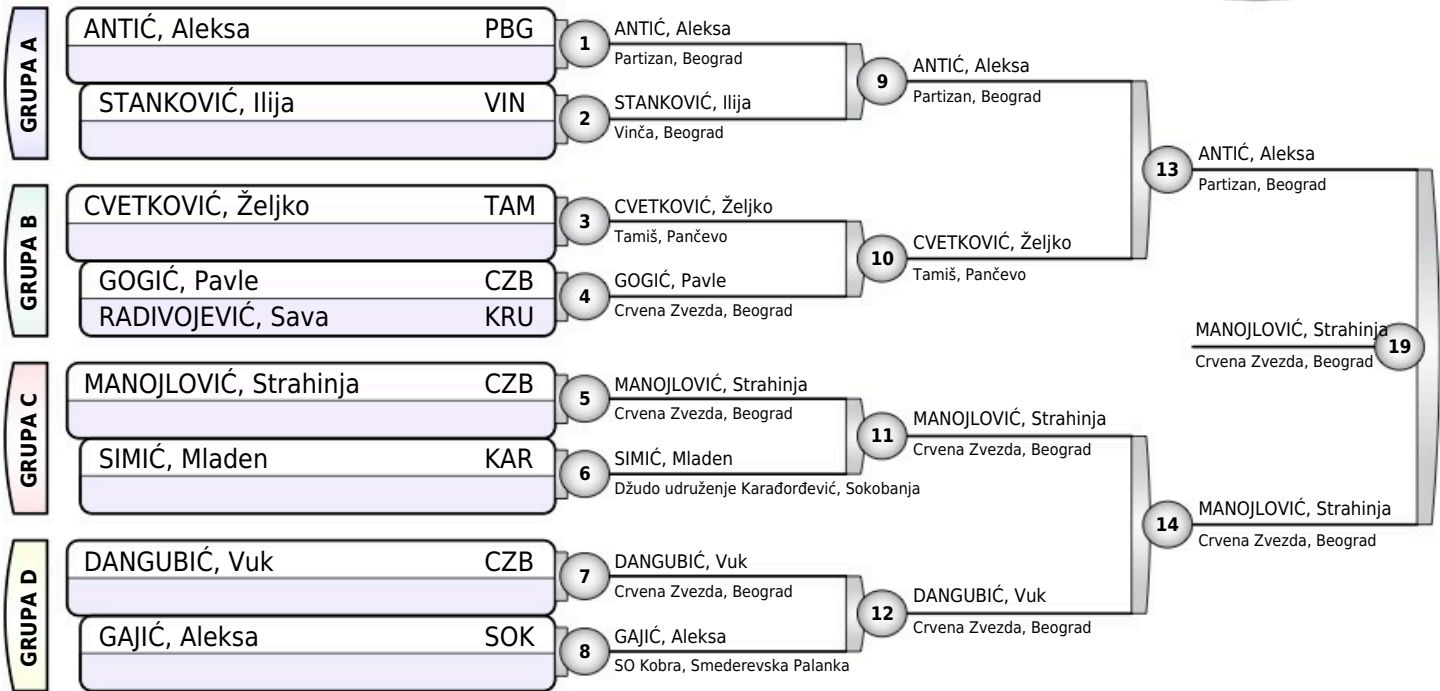 GRUPA A
ANTIĆ, Aleksa PBG
STANKOVIĆ, Ilija VIN
1
ANTIĆ, Aleksa
Partizan, Beograd
2
STANKOVIĆ, Ilija
Vinča, Beograd
9
ANTIĆ, Aleksa
Partizan, Beograd
GRUPA B
CVETKOVIĆ, Željko TAM
GOGIĆ, Pavle CZB
RADIVOJEVIĆ, Sava KRU
3
CVETKOVIĆ, Željko
Tamiš, Pančevo
4
GOGIĆ, Pavle
Crvena Zvezda, Beograd
10
CVETKOVIĆ, Željko
Tamiš, Pančevo
13
ANTIĆ, Aleksa
Partizan, Beograd
GRUPA C
MANOJLOVIĆ, Strahinja CZB
SIMIĆ, Mladen KAR
5
MANOJLOVIĆ, Strahinja
Crvena Zvezda, Beograd
6
SIMIĆ, Mladen
Džudo udruženje Karađorđević, Sokobanja
11
MANOJLOVIĆ, Strahinja
Crvena Zvezda, Beograd
GRUPA D
DANGUBIĆ, Vuk CZB
GAJIĆ, Aleksa SOK
7
DANGUBIĆ, Vuk
Crvena Zvezda, Beograd
8
GAJIĆ, Aleksa
SO Kobra, Smederevska Palanka
12
DANGUBIĆ, Vuk
Crvena Zvezda, Beograd
14
MANOJLOVIĆ, Strahinja
Crvena Zvezda, Beograd
MANOJLOVIĆ, Strahinja
Crvena Zvezda, Beograd
19